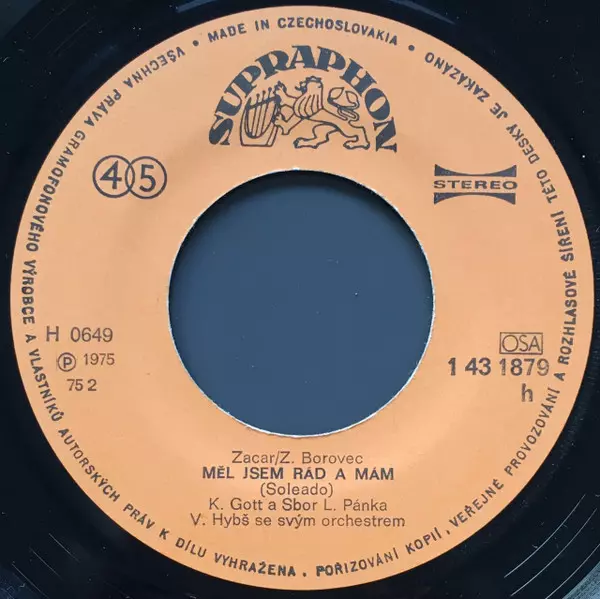 VŠECHNA PRÁVA GRAMOFONOVÉHO VÝROBCE A VLASTNÍKŮ AUTORSKÝCH PRÁV K DÍLU VYHRAŽENA. POŘIZOVÁNÍ KOPIÍ, VEŘEJNÉ PROVOZOVÁNÍ A ROZHLASOVÉ ŠÍŘENÍ TÉTO DESKY JE ZAKÁZÁNO • MADE IN CZECHOSLOVAKIA •
SUPRAPHON
45
STEREO
H 0649
℗ 1975
75 2
OSA
1 43 1879
h
Zacar/Z. Borovec
MĚL JSEM RÁD A MÁM
(Soleado)
K. Gott a Sbor L. Pánka
V. Hybš se svým orchestrem